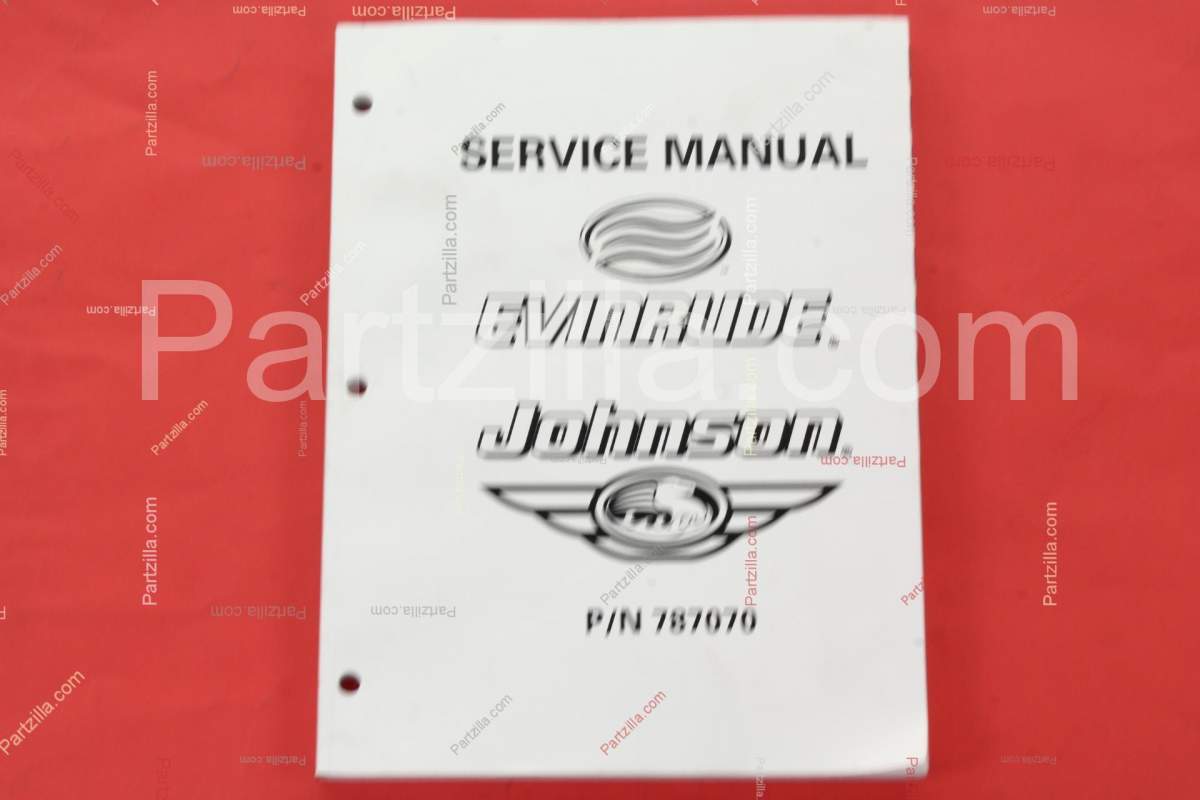 SERVICE MANUAL
EVINRUDE®
Johnson®
P/N 787070
Partzilla.com